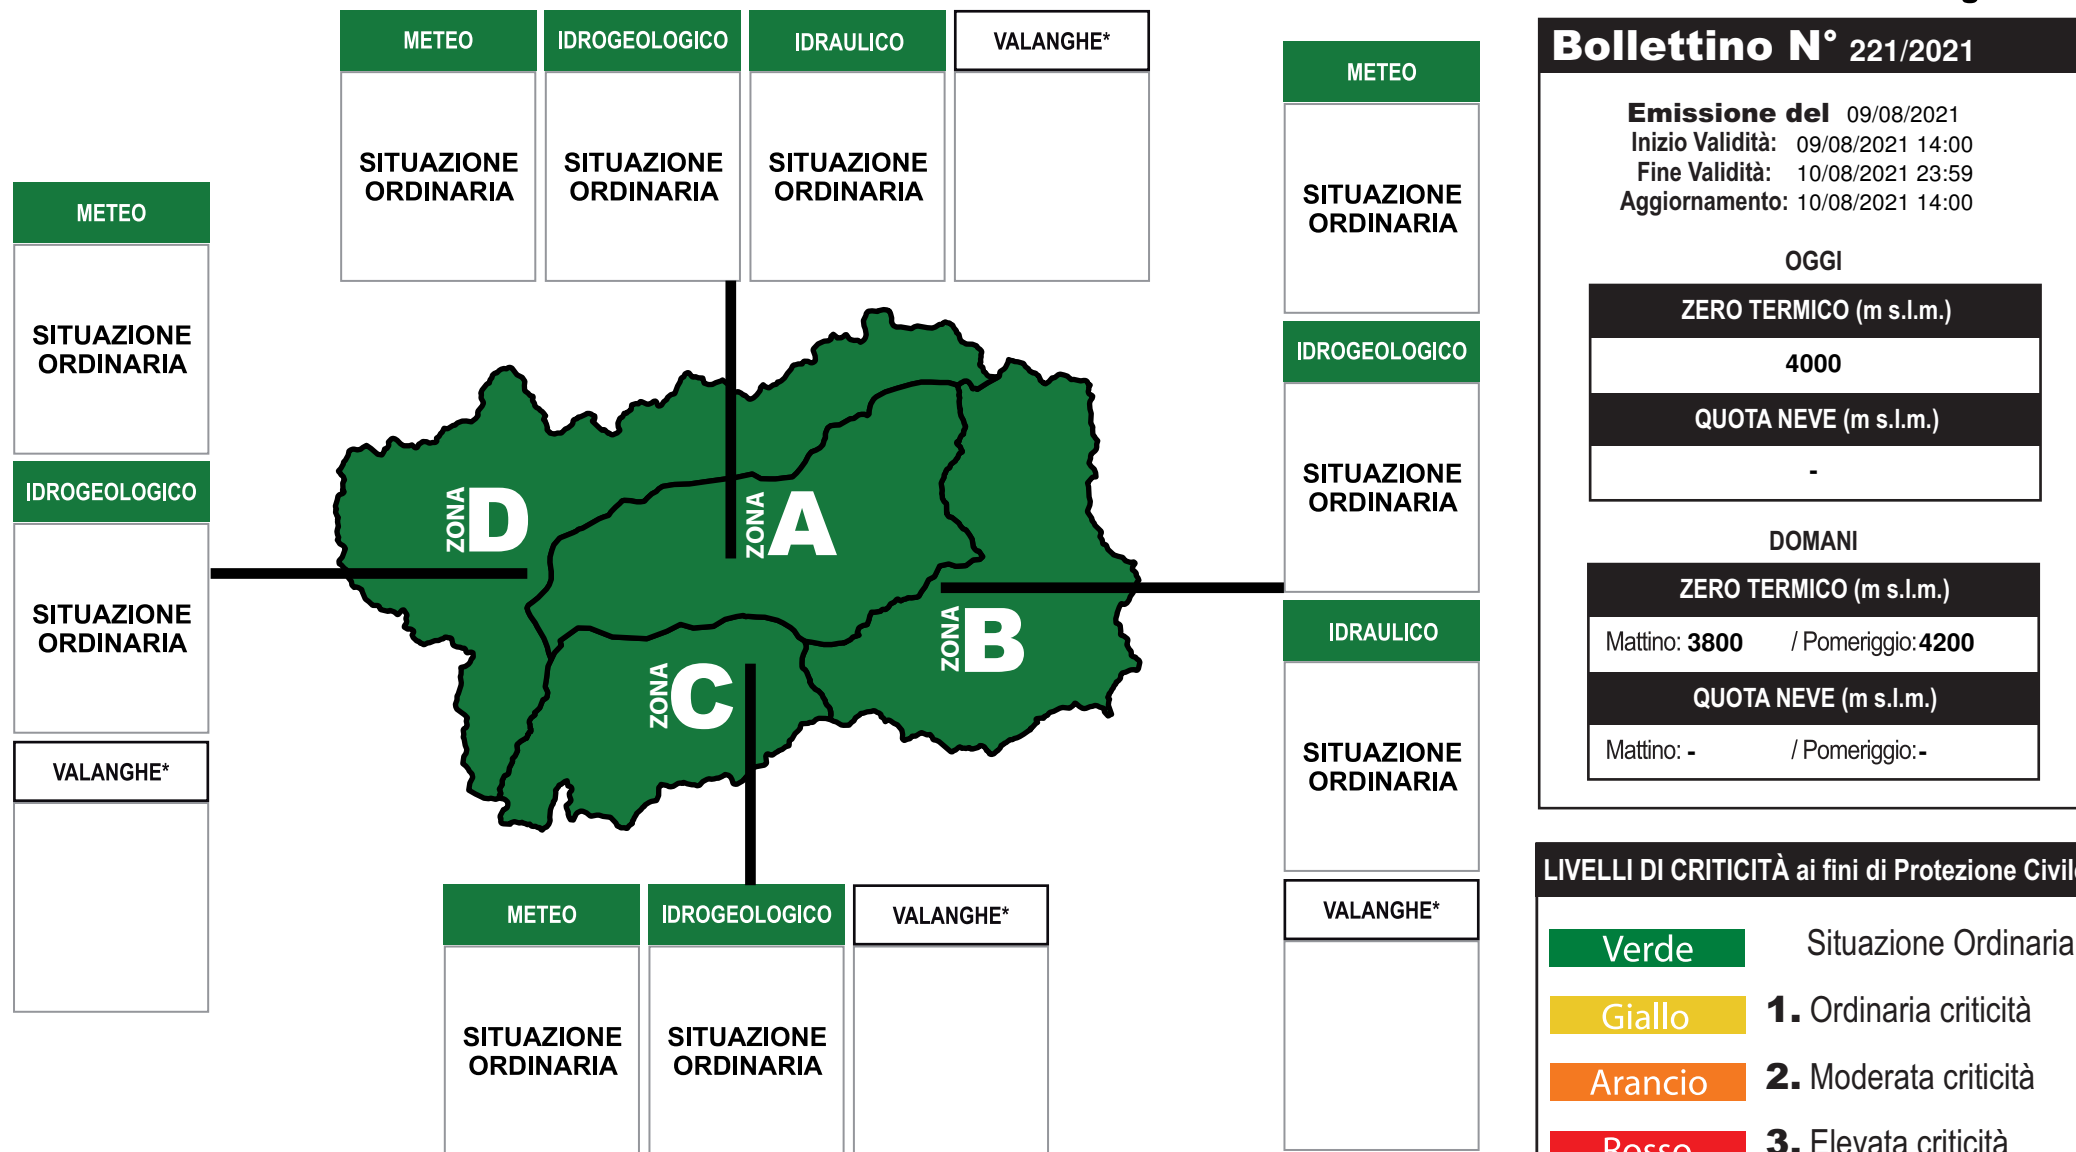 METEO IDROGEOLOGICO IDRAULICO VALANGHE*
SITUAZIONE ORDINARIA
SITUAZIONE ORDINARIA
SITUAZIONE ORDINARIA
METEO
SITUAZIONE
ORDINARIA
IDROGEOLOGICO
SITUAZIONE
ORDINARIA
VALANGHE*
ZONA D
ZONA A
ZONA B
ZONA C
METEO
SITUAZIONE
ORDINARIA
IDROGEOLOGICO
SITUAZIONE
ORDINARIA
IDRAULICO
SITUAZIONE
ORDINARIA
VALANGHE*
METEO IDROGEOLOGICO VALANGHE*
SITUAZIONE ORDINARIA
SITUAZIONE ORDINARIA
Bollettino N° 221/2021
Emissione del 09/08/2021
Inizio Validità: 09/08/2021 14:00
Fine Validità: 10/08/2021 23:59
Aggiornamento: 10/08/2021 14:00
OGGI
ZERO TERMICO (m s.l.m.)
4000
QUOTA NEVE (m s.l.m.)
-
DOMANI
ZERO TERMICO (m s.l.m.)
Mattino: 3800 / Pomeriggio: 4200
QUOTA NEVE (m s.l.m.)
Mattino: - / Pomeriggio: -
LIVELLI DI CRITICITÀ ai fini di Protezione Civile
Verde Situazione Ordinaria
Giallo 1. Ordinaria criticità
Arancio 2. Moderata criticità
Rosso 3. Elevata criticità